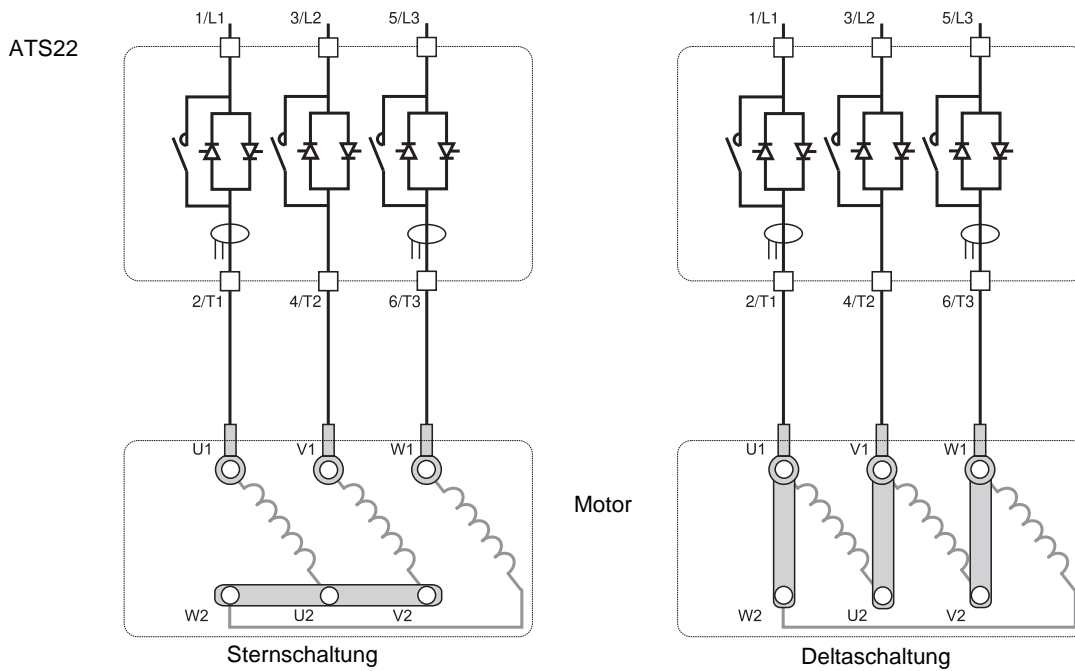 1/L1 3/L2 5/L3 1/L1 3/L2 5/L3
ATS22
2/T1 4/T2 6/T3 2/T1 4/T2 6/T3
U1 V1 W1 U1 V1 W1
Motor
W2 U2 V2 W2 U2 V2
Sternschaltung Deltaschaltung